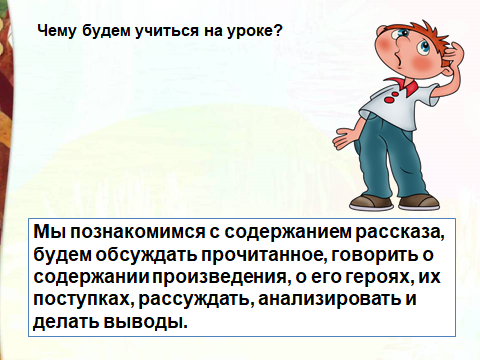 Чему будем учиться на уроке?
Мы познакомимся с содержанием рассказа,
будем обсуждать прочитанное, говорить о
содержании произведения, о его героях, их
поступках, рассуждать, анализировать и
делать выводы.